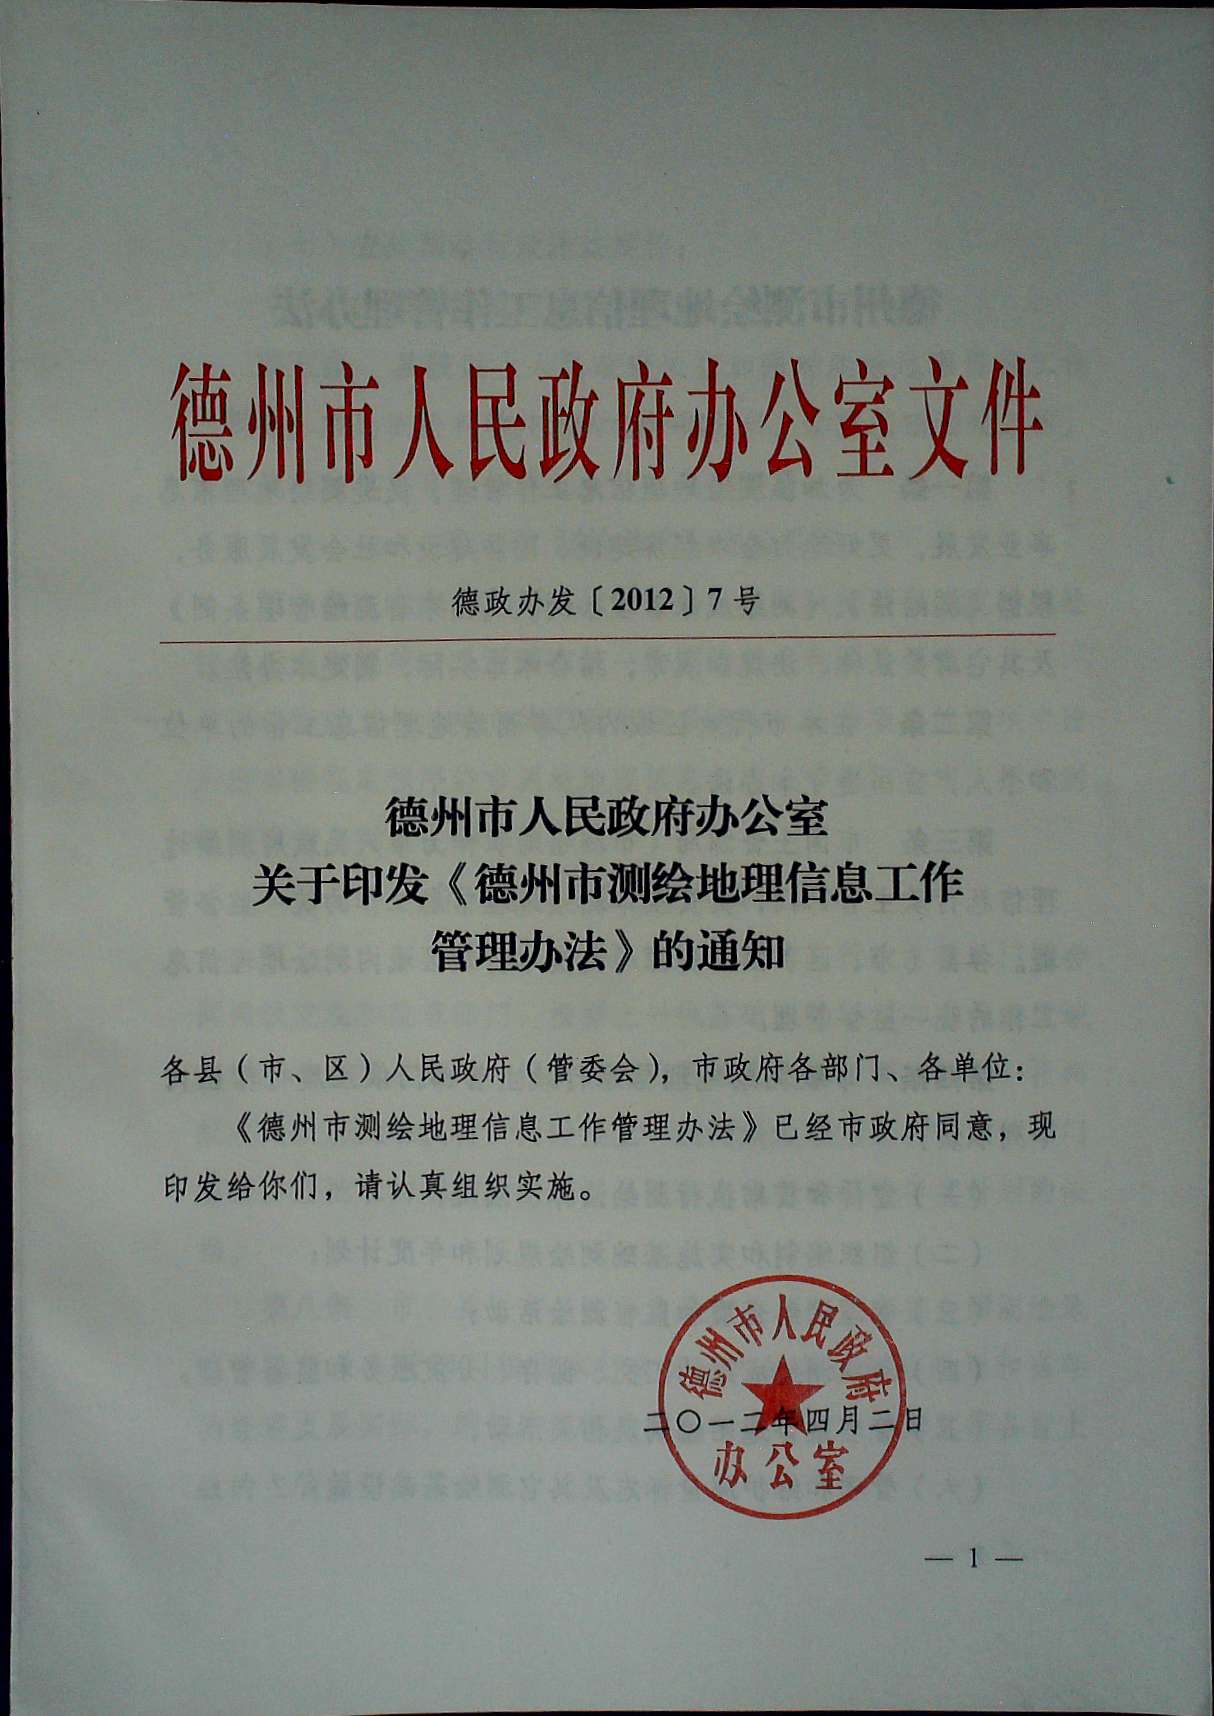 德州市人民政府办公室文件
德政办发〔2012〕7号
德州市人民政府办公室
关于印发《德州市测绘地理信息工作
管理办法》的通知
各县（市、区）人民政府（管委会），市政府各部门、各单位：
《德州市测绘地理信息工作管理办法》已经市政府同意，现
印发给你们，请认真组织实施。
德州市人民政府
二〇一二年四月二日
办公室
— 1 —